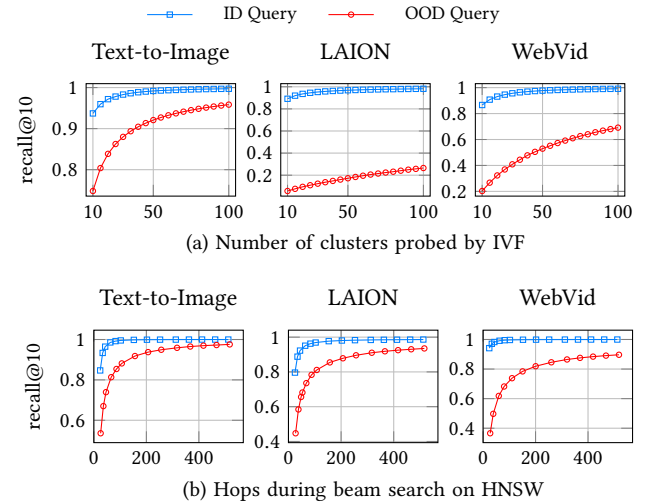 ID Query OOD Query
Text-to-Image LAION WebVid
recall@10
1 0.9 0.8
10 50 100
1 0.8 0.6 0.4 0.2
10 50 100
1 0.8 0.6 0.4 0.2
10 50 100
(a) Number of clusters probed by IVF
Text-to-Image LAION WebVid
recall@10
1 0.8 0.6
0 200 400
1 0.8 0.6 0.4
0 200 400
1 0.8 0.6 0.4
0 200 400
(b) Hops during beam search on HNSW